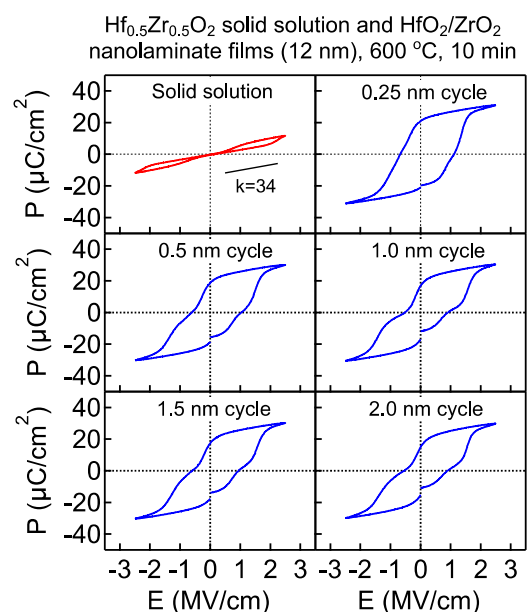 Hf₀.₅Zr₀.₅O₂ solid solution and HfO₂/ZrO₂
nanolaminate films (12 nm), 600 °C, 10 min
P (µC/cm²)
40
20
0
-20
-40
Solid solution
k=34
0.25 nm cycle
P (µC/cm²)
40
20
0
-20
-40
0.5 nm cycle
1.0 nm cycle
P (µC/cm²)
40
20
0
-20
-40
1.5 nm cycle
2.0 nm cycle
-3 -2 -1 0 1 2 3
-3 -2 -1 0 1 2 3
E (MV/cm)
E (MV/cm)